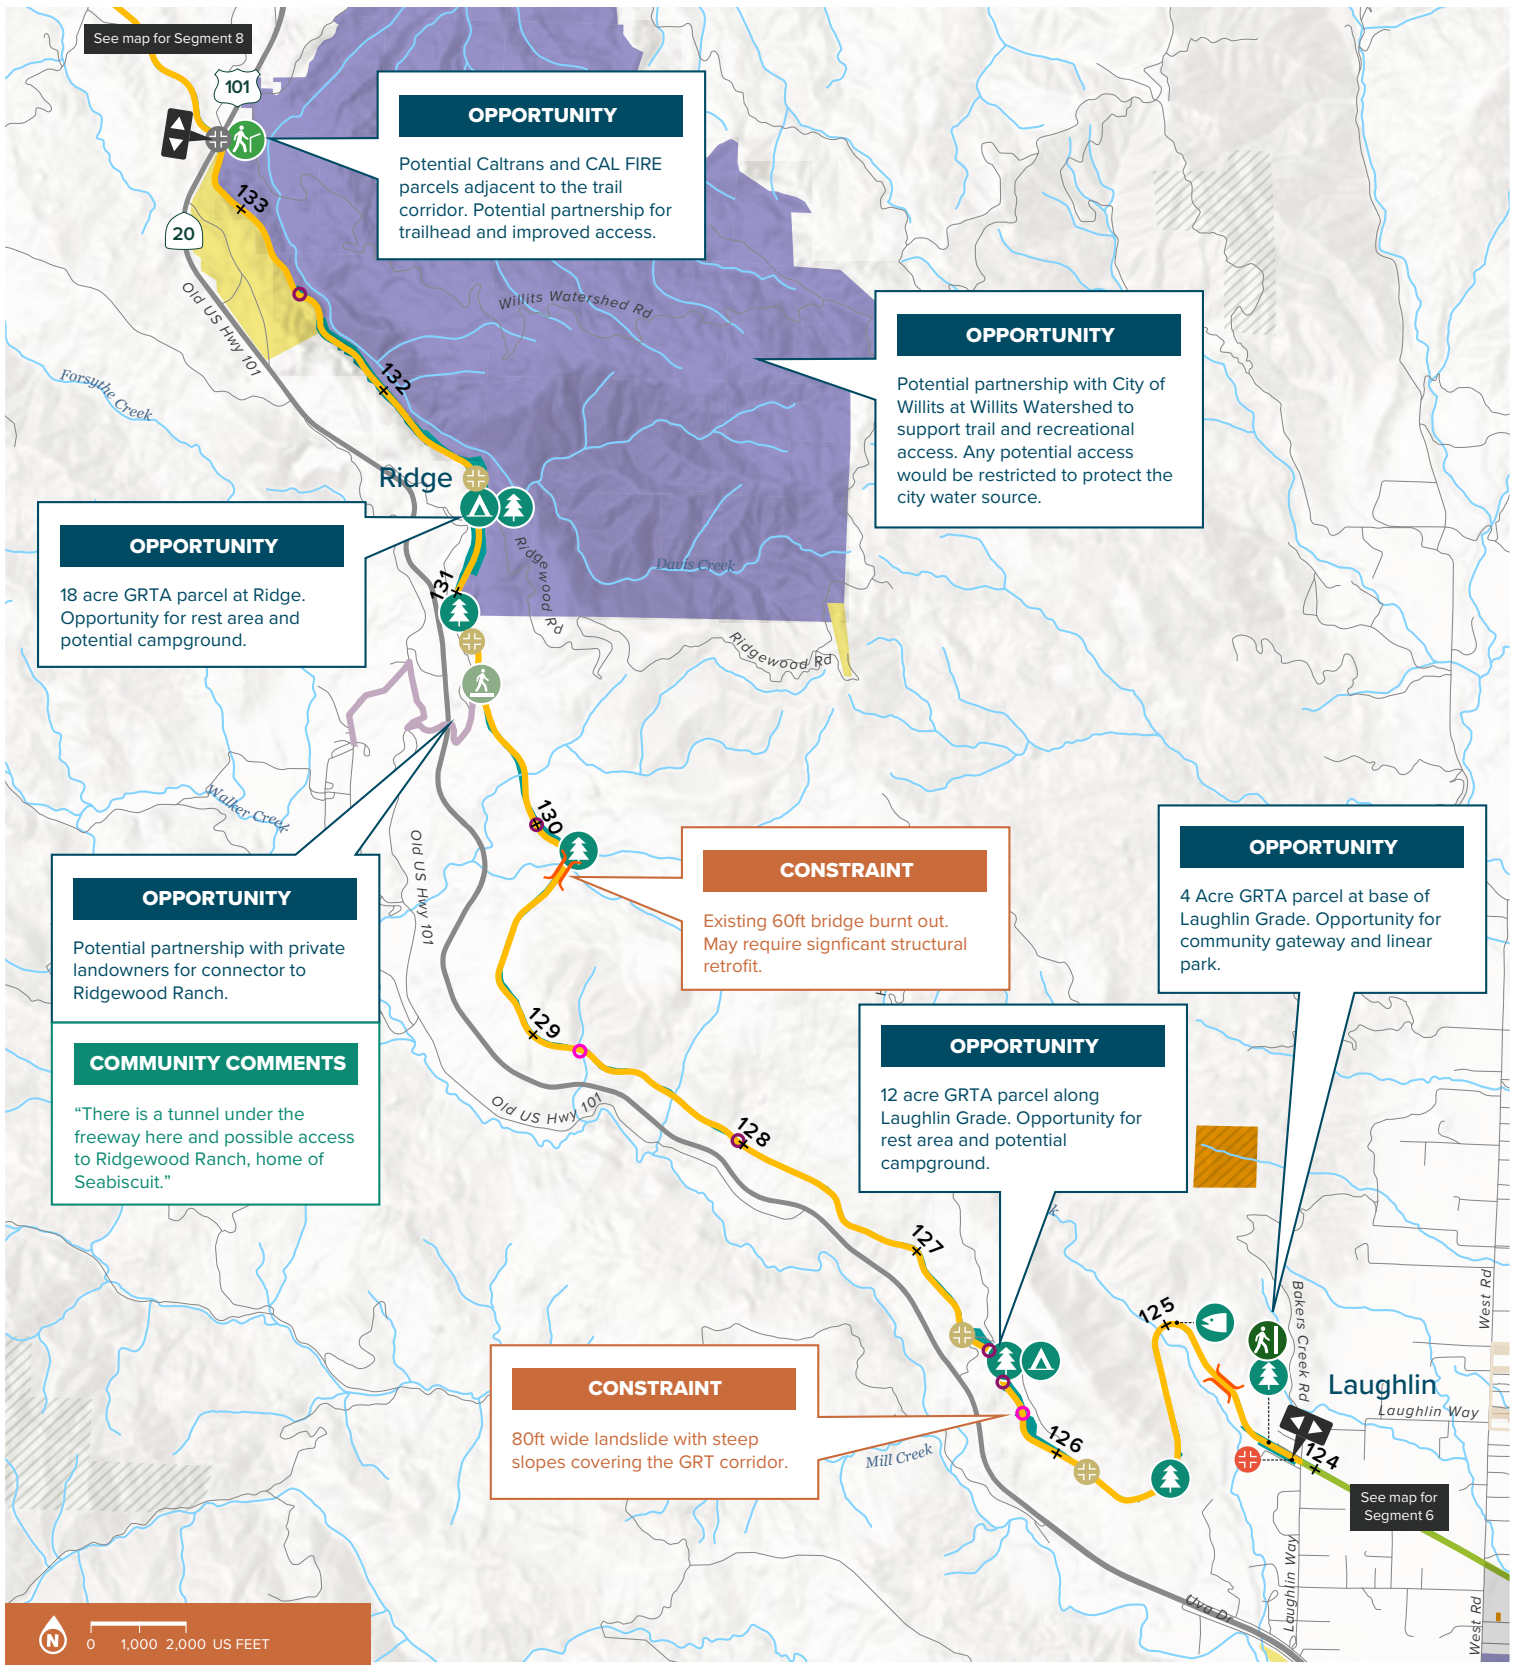 See map for Segment 8
101
OPPORTUNITY
Potential Caltrans and CAL FIRE
parcels adjacent to the trail
corridor. Potential partnership for
trailhead and improved access.
133
20
Old US Hwy 101
Willits Watershed Rd
OPPORTUNITY
Potential partnership with City of
Willits at Willits Watershed to
support trail and recreational
access. Any potential access
would be restricted to protect the
city water source.
Forsythe Creek
132
Ridge
OPPORTUNITY
18 acre GRTA parcel at Ridge.
Opportunity for rest area and
potential campground.
131
Ridgewood Rd
Davis Creek
Ridgewood Rd
Walker Creek
130
Old US Hwy 101
OPPORTUNITY
Potential partnership with private
landowners for connector to
Ridgewood Ranch.
COMMUNITY COMMENTS
“There is a tunnel under the
freeway here and possible access
to Ridgewood Ranch, home of
Seabiscuit.”
CONSTRAINT
Existing 60ft bridge burnt out.
May require signficant structural
retrofit.
OPPORTUNITY
4 Acre GRTA parcel at base of
Laughlin Grade. Opportunity for
community gateway and linear
park.
129
Old US Hwy 101
128
OPPORTUNITY
12 acre GRTA parcel along
Laughlin Grade. Opportunity for
rest area and potential
campground.
127
125
Bakers Creek Rd
West Rd
Laughlin
Laughlin Way
CONSTRAINT
80ft wide landslide with steep
slopes covering the GRT corridor.
Mill Creek
126
124
See map for
Segment 6
Laughlin Way
West Rd
Uva Dr
N
0 1,000 2,000 US FEET